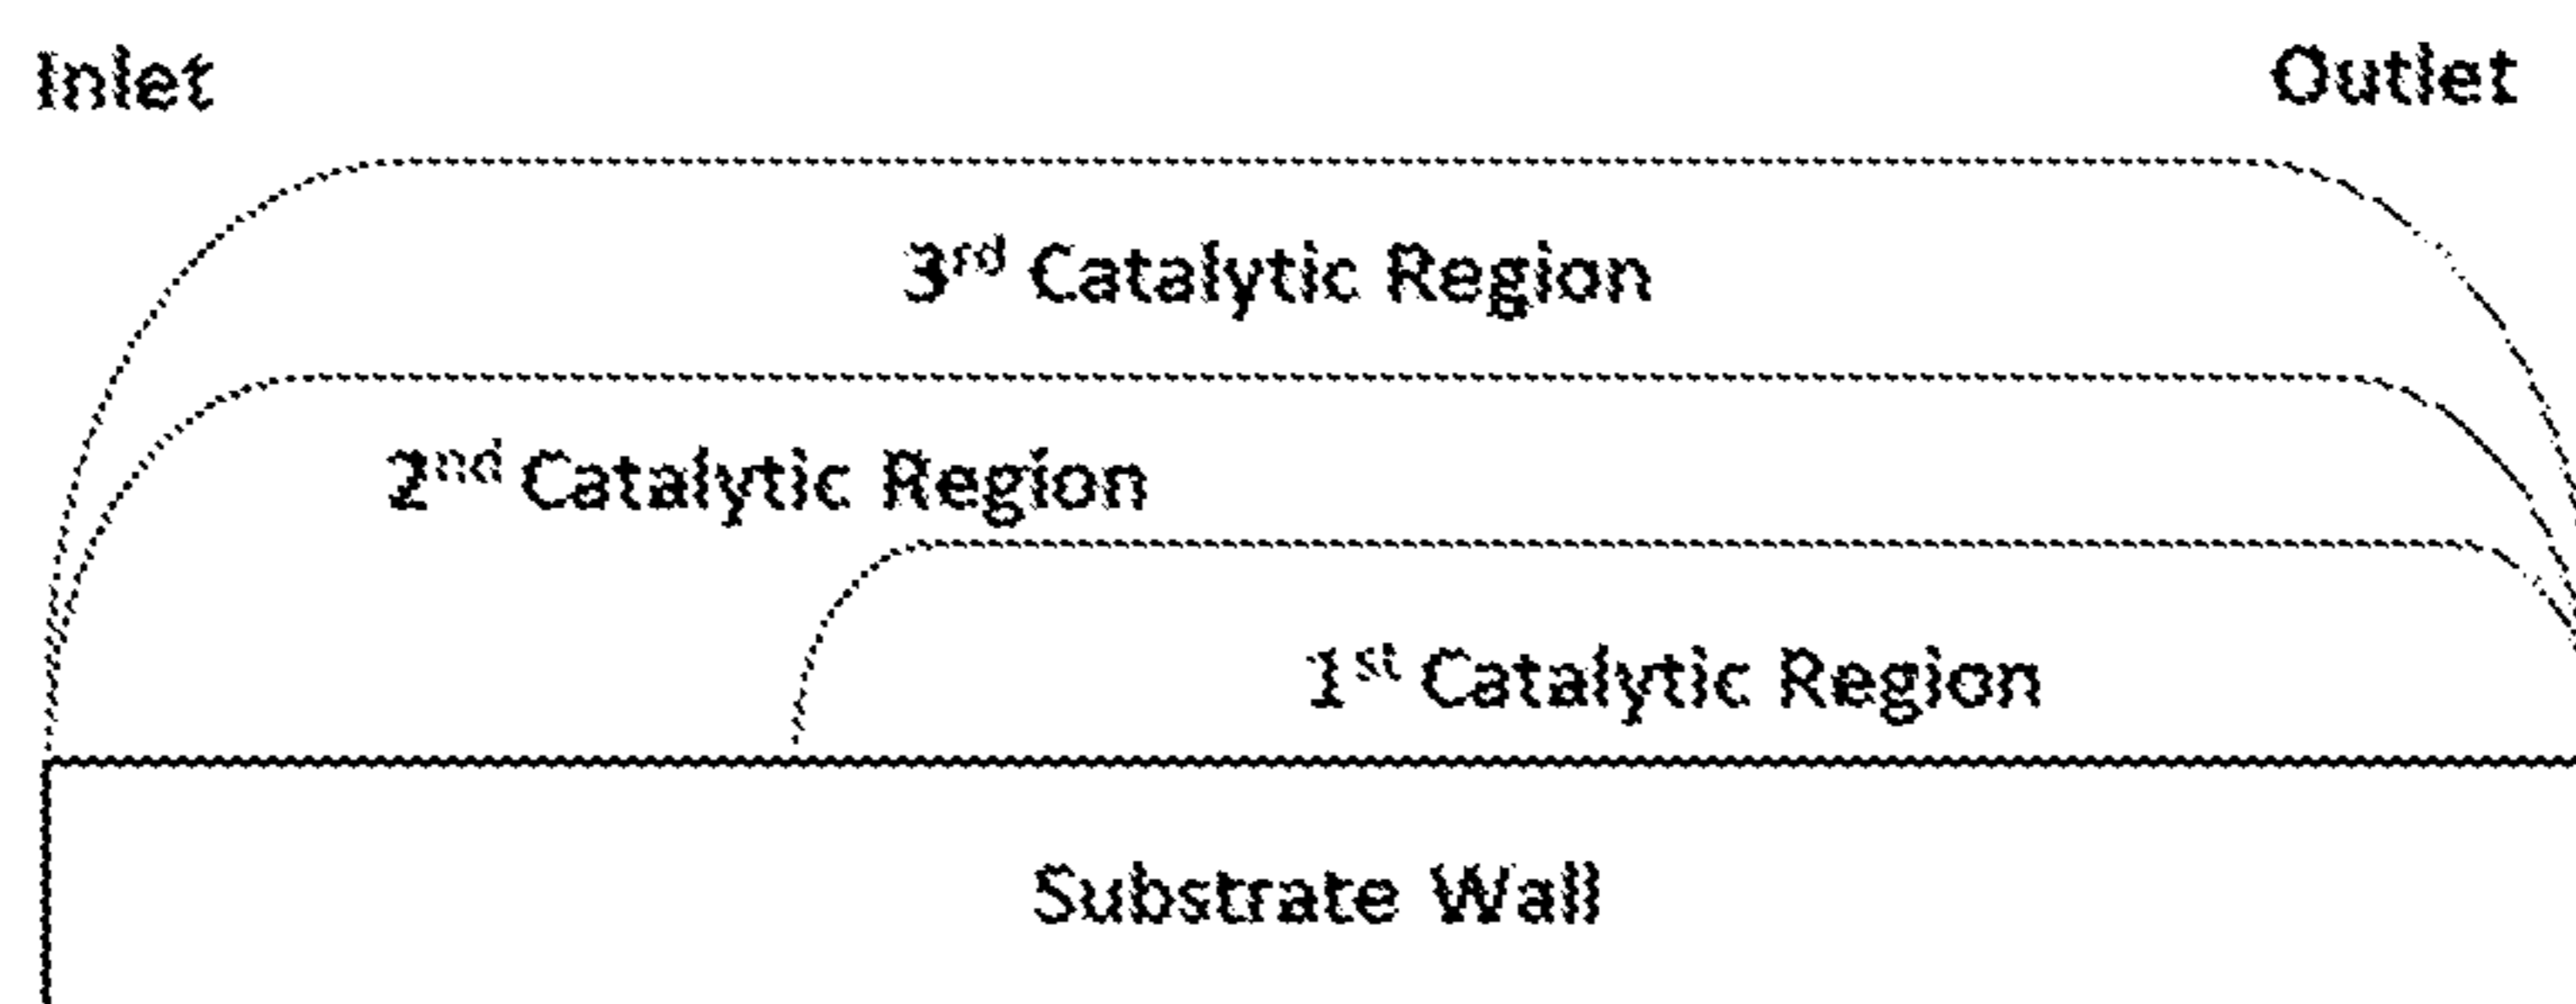 Inlet
Outlet
3rd Catalytic Region
2nd Catalytic Region
1st Catalytic Region
Substrate Wall